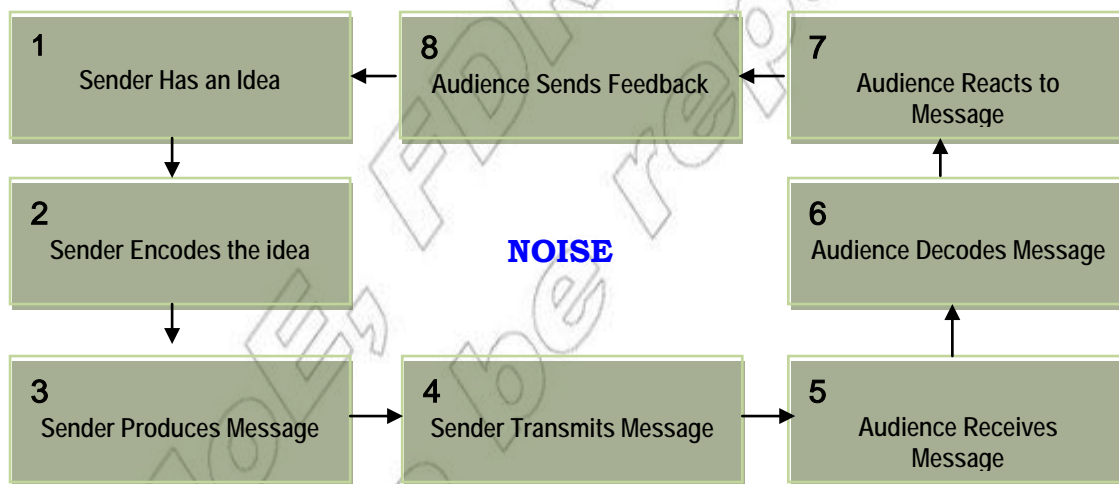 1
Sender Has an Idea
8
Audience Sends Feedback
7
Audience Reacts to
Message
2
Sender Encodes the idea
NOISE
6
Audience Decodes Message
3
Sender Produces Message
4
Sender Transmits Message
5
Audience Receives
Message